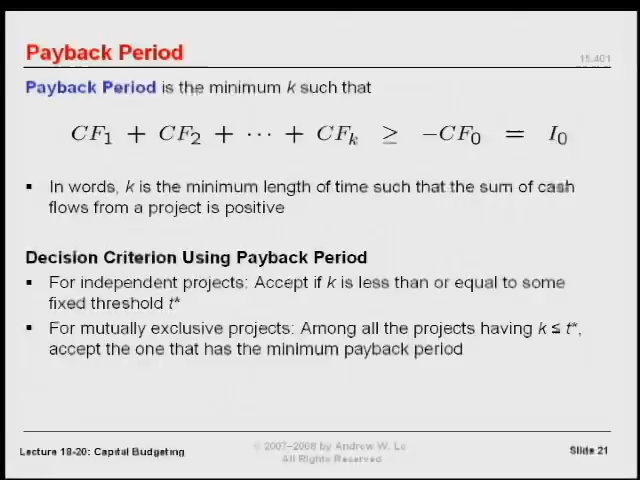 Payback Period
15.401
Payback Period is the minimum k such that
CF₁ + CF₂ + ⋯ + CFₖ ≥ −CF₀ = I₀
▪ In words, k is the minimum length of time such that the sum of cash
flows from a project is positive
Decision Criterion Using Payback Period
▪ For independent projects: Accept if k is less than or equal to some
fixed threshold t*
▪ For mutually exclusive projects: Among all the projects having k ≤ t*,
accept the one that has the minimum payback period
Lecture 18-20: Capital Budgeting
© 2007–2008 by Andrew W. Lo
All Rights Reserved
Slide 21